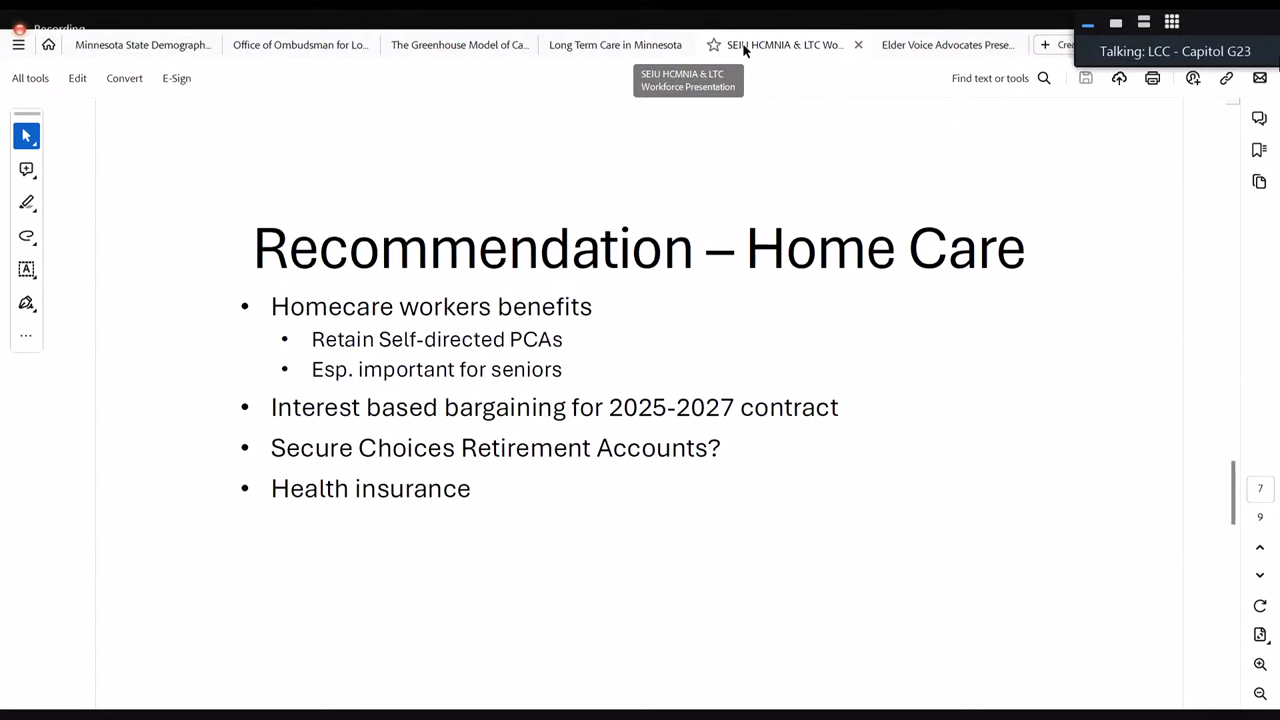 Recording
Minnesota State Demograph...
Office of Ombudsman for Lo...
The Greenhouse Model of Ca...
Long Term Care in Minnesota
SEIU HCMNIA & LTC Wo...
Elder Voice Advocates Prese...
+ Crea
Talking: LCC - Capitol G23
All tools
Edit
Convert
E-Sign
SEIU HCMNIA & LTC
Workforce Presentation
Find text or tools
Recommendation – Home Care
• Homecare workers benefits
• Retain Self-directed PCAs
• Esp. important for seniors
• Interest based bargaining for 2025-2027 contract
• Secure Choices Retirement Accounts?
• Health insurance
7
9